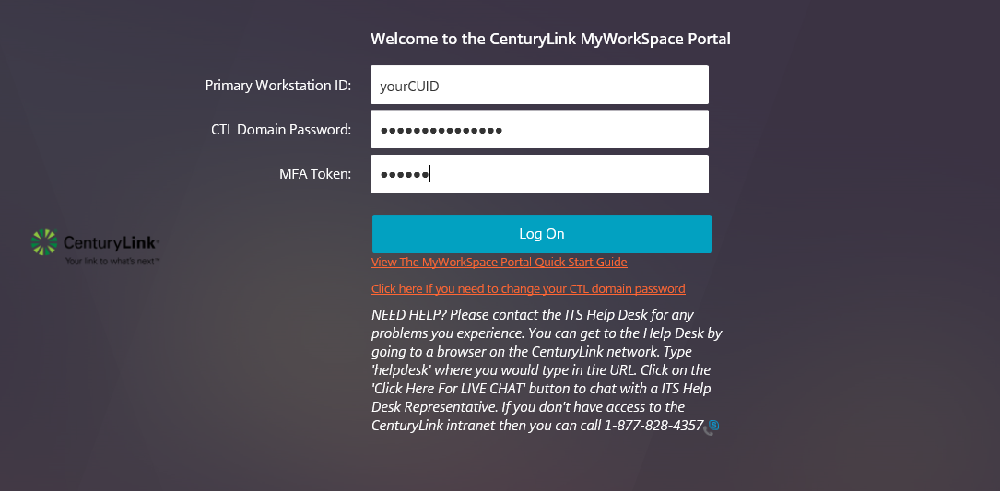 Welcome to the CenturyLink MyWorkSpace Portal
Primary Workstation ID:
yourCUID
CTL Domain Password:
MFA Token:
Log On
CenturyLink®
Your link to what's next™
View The MyWorkSpace Portal Quick Start Guide
Click here If you need to change your CTL domain password
NEED HELP? Please contact the ITS Help Desk for any
problems you experience. You can get to the Help Desk by
going to a browser on the CenturyLink network. Type
'helpdesk' where you would type in the URL. Click on the
'Click Here For LIVE CHAT' button to chat with a ITS Help
Desk Representative. If you don't have access to the
CenturyLink intranet then you can call 1-877-828-4357